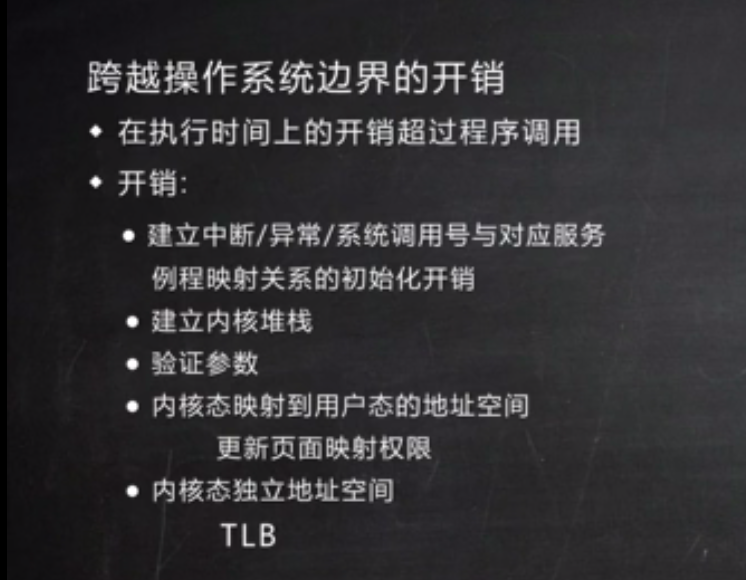 跨越操作系统边界的开销
在执行时间上的开销超过程序调用
开销:
建立中断/异常/系统调用号与对应服务
例程映射关系的初始化开销
建立内核堆栈
验证参数
内核态映射到用户态的地址空间
更新页面映射权限
内核态独立地址空间
TLB